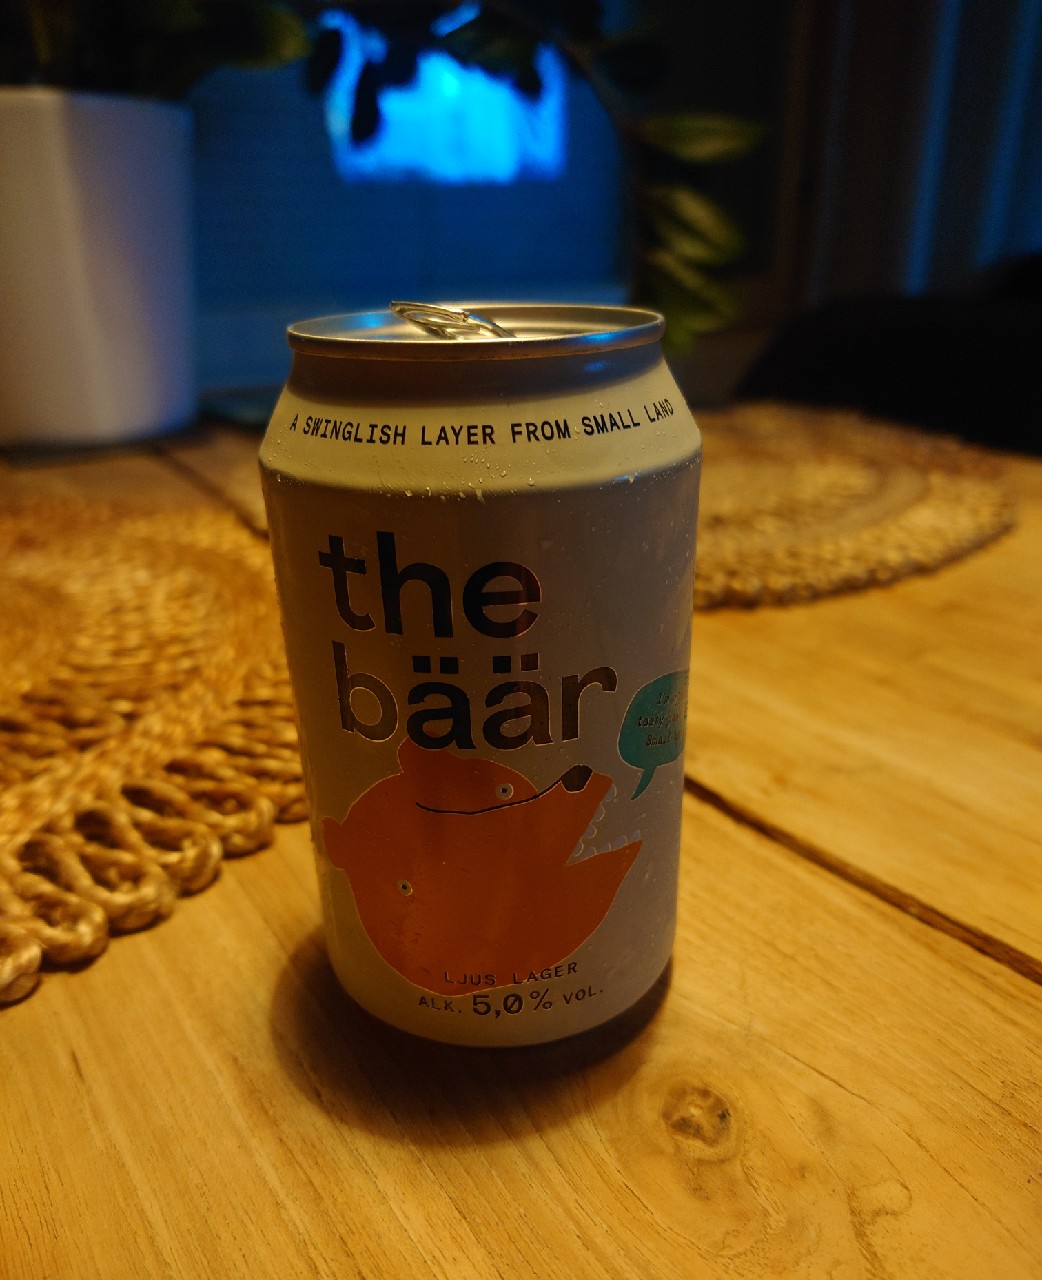 A SWINGLISH LAYER FROM SMALL LAND
the
bäär
LJUS LAGER
ALK. 5,0% VOL.